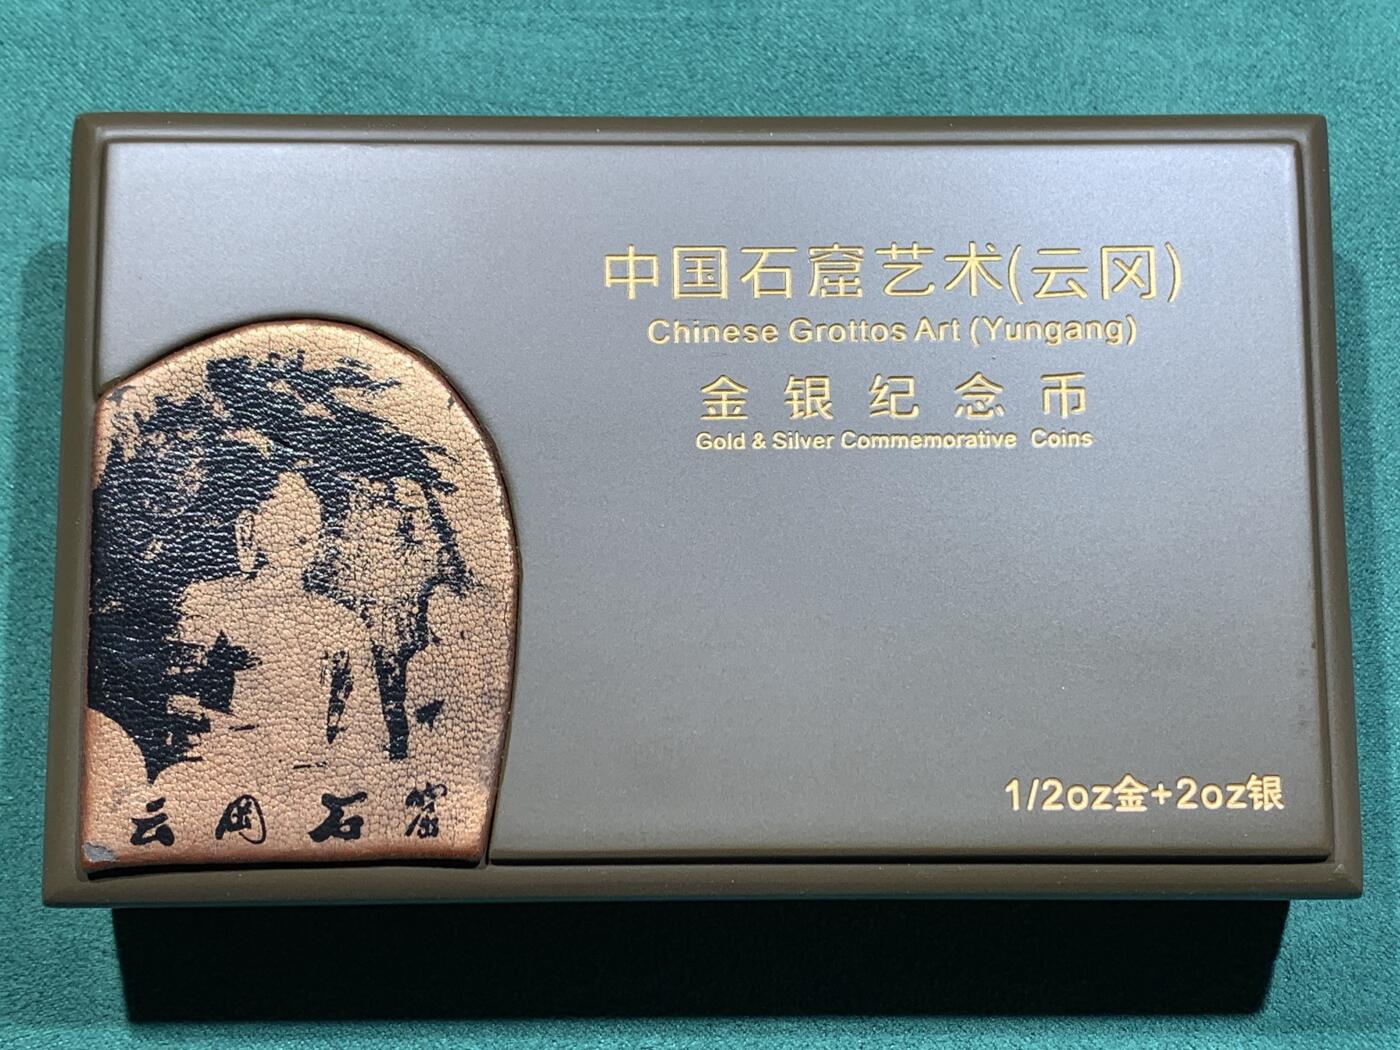 中国石窟艺术(云冈)
Chinese Grottos Art (Yungang)
金银纪念币
Gold & Silver Commemorative Coins
1/2oz金+2oz银
云冈石窟